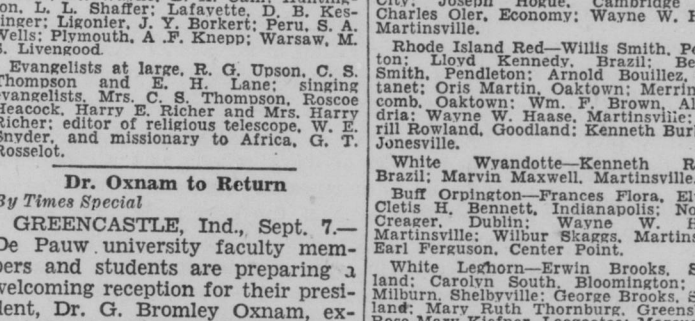 on, L. L. Shaffer; Lafayette, D. B. Kes-
inger; Ligonier, J. Y. Borkert; Peru, S. A.
Wells; Plymouth, A. F. Knepp; Warsaw, M.
S. Livengood.
Evangelists at large, R. G. Upson, C. S.
Thompson and E. H. Lane; singing
evangelists, Mrs. C. S. Thompson, Roscoe
Heacock, Harry E. Richer and Mrs. Harry
Richer; editor of religious telescope, W. E.
Snyder, and missionary to Africa, G. T.
Rosselot.
Dr. Oxnam to Return
By Times Special
GREENCASTLE, Ind., Sept. 7.—
De Pauw university faculty mem-
bers and students are preparing a
welcoming reception for their presi-
dent, Dr. G. Bromley Oxnam, ex-
City; Joseph Hogue, Cambridge
Charles Oler, Economy; Wayne W.
Martinsville.
Rhode Island Red—Willis Smith, Pe
ton; Lloyd Kennedy, Brazil; Be
Smith, Pendleton; Arnold Bouillez,
tanet; Oris Martin, Oaktown; Merrin
comb, Oaktown; Wm. F. Brown, A
dria; Wayne W. Haase, Martinsville;
rill Rowland, Goodland; Kenneth Bur
Jonesville.
White Wyandotte—Kenneth R
Brazil; Marvin Maxwell, Martinsville
Buff Orpington—Frances Flora, El
Cletis H. Bennett, Indianapolis; No
Creager, Dublin; Wayne W. H
Martinsville; Wilbur Skaggs, Martin
Earl Ferguson, Center Point.
White Leghorn—Erwin Brooks, S
land; Carolyn South, Bloomington;
Milburn, Shelbyville; George Brooks, S
land; Mary Ruth Thornburg, Greens